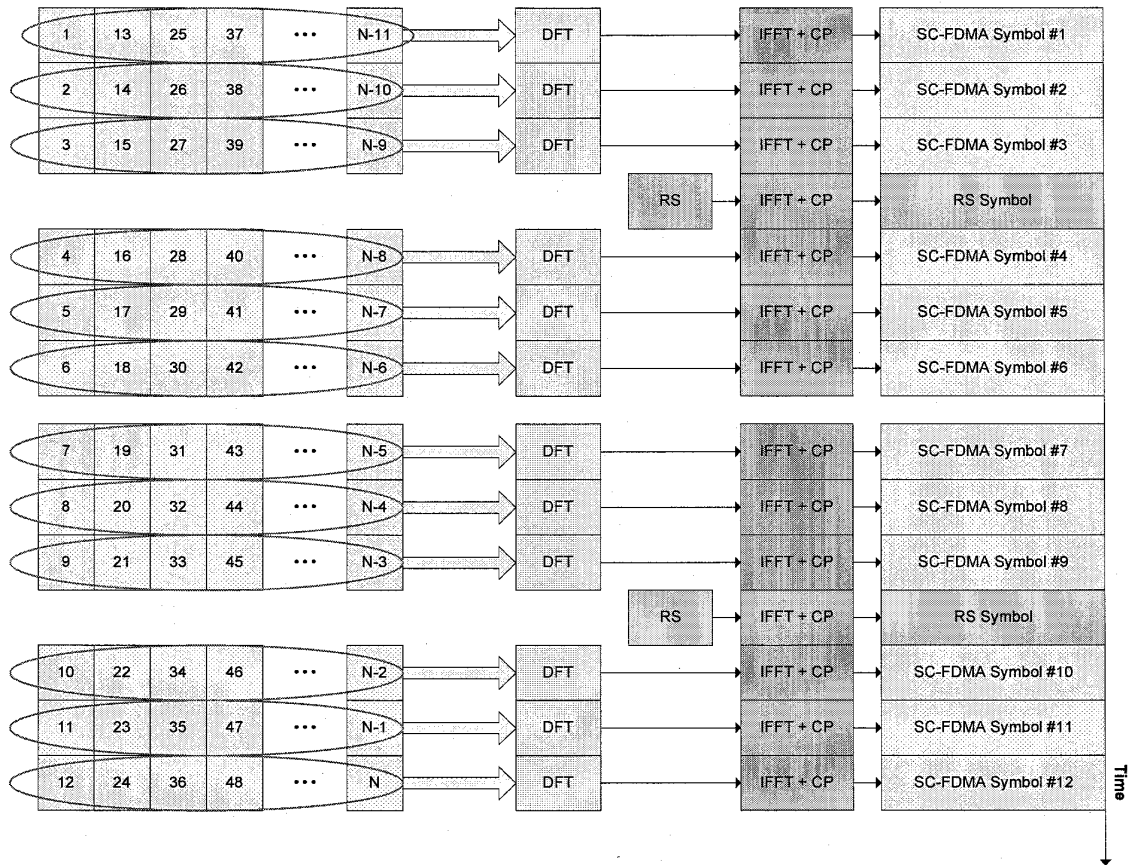 1 13 25 37 ••• N-11 DFT IFFT + CP SC-FDMA Symbol #1
2 14 26 38 ••• N-10 DFT IFFT + CP SC-FDMA Symbol #2
3 15 27 39 ••• N-9 DFT IFFT + CP SC-FDMA Symbol #3
RS IFFT + CP RS Symbol
4 16 28 40 ••• N-8 DFT IFFT + CP SC-FDMA Symbol #4
5 17 29 41 ••• N-7 DFT IFFT + CP SC-FDMA Symbol #5
6 18 30 42 ••• N-6 DFT IFFT + CP SC-FDMA Symbol #6
7 19 31 43 ••• N-5 DFT IFFT + CP SC-FDMA Symbol #7
8 20 32 44 ••• N-4 DFT IFFT + CP SC-FDMA Symbol #8
9 21 33 45 ••• N-3 DFT IFFT + CP SC-FDMA Symbol #9
RS IFFT + CP RS Symbol
10 22 34 46 ••• N-2 DFT IFFT + CP SC-FDMA Symbol #10
11 23 35 47 ••• N-1 DFT IFFT + CP SC-FDMA Symbol #11
12 24 36 48 ••• N DFT IFFT + CP SC-FDMA Symbol #12
Time